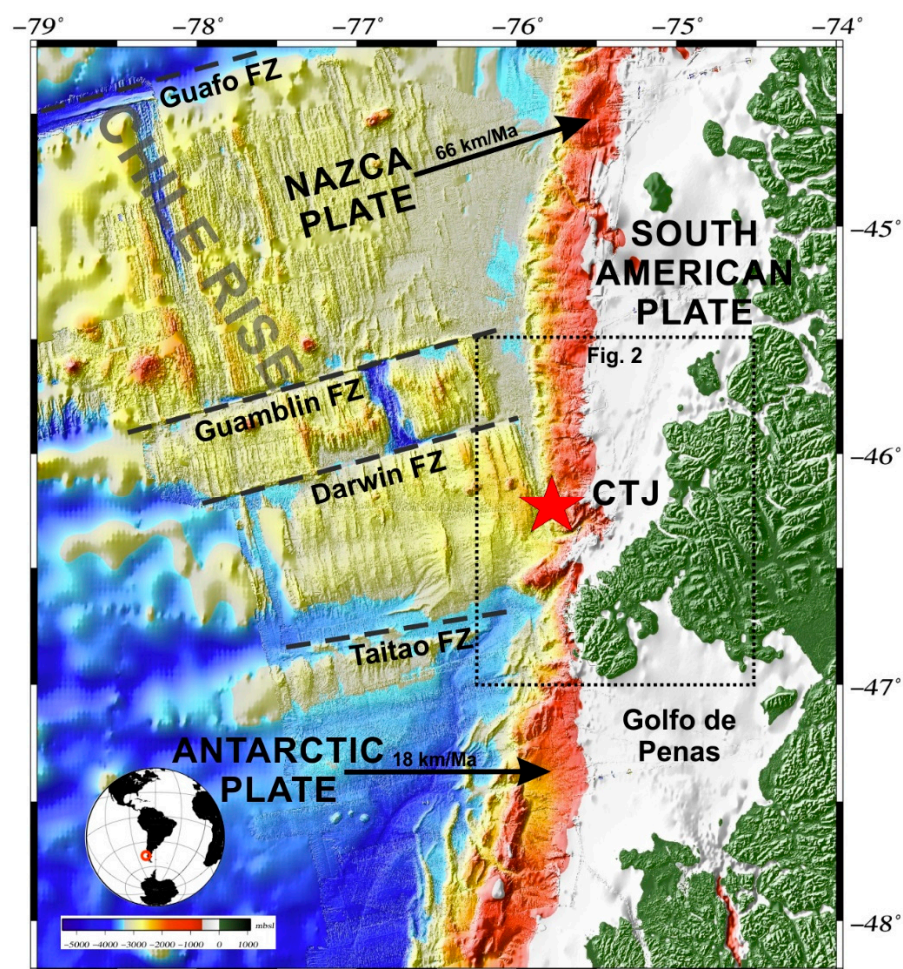 −79° −78° −77° −76° −75° −74°
Guafo FZ
CHILE RISE
66 km/Ma
NAZCA
PLATE
−45°
SOUTH
AMERICAN
PLATE
Fig. 2
Guamblin FZ
Darwin FZ
−46°
CTJ
Taitao FZ
−47°
Golfo de
Penas
ANTARCTIC
18 km/Ma
PLATE
−48°
mbsl
−5000 −4000 −3000 −2000 −1000 0 1000